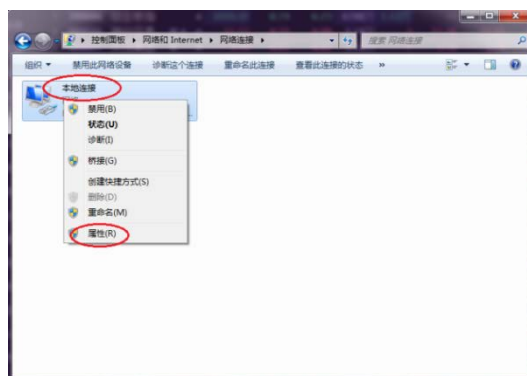 控制面板 ▸ 网络和 Internet ▸ 网络连接 ▸
搜索 网络连接
组织 ▾ 禁用此网络设备 诊断这个连接 重命名此连接 查看此连接的状态 »
本地连接
禁用(B)
状态(U)
诊断(I)
桥接(G)
创建快捷方式(S)
删除(D)
重命名(M)
属性(R)